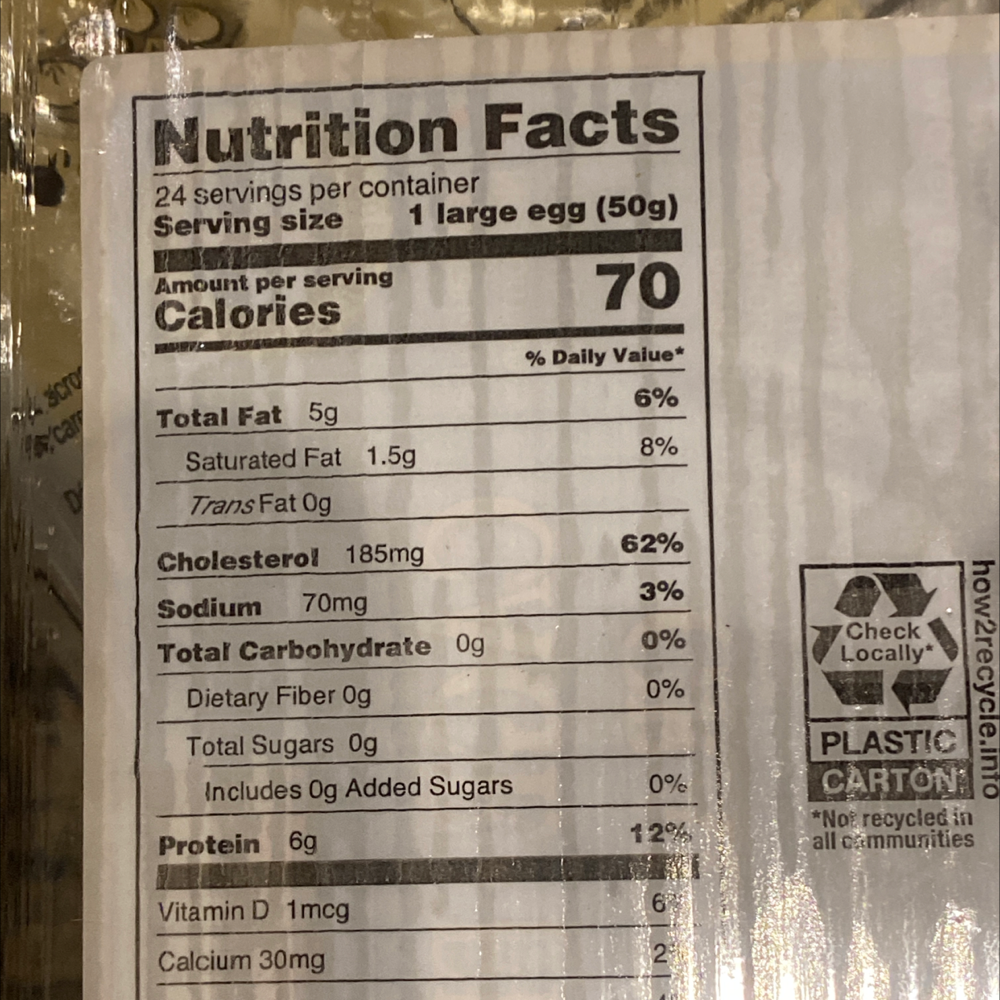 Nutrition Facts
24 servings per container
Serving size 1 large egg (50g)
Amount per serving
Calories 70
% Daily Value*
Total Fat 5g 6%
Saturated Fat 1.5g 8%
Trans Fat 0g
Cholesterol 185mg 62%
Sodium 70mg 3%
Total Carbohydrate 0g 0%
Dietary Fiber 0g 0%
Total Sugars 0g
Includes 0g Added Sugars 0%
Protein 6g 12%
Vitamin D 1mcg 6%
Calcium 30mg 2%
Check
Locally*
PLASTIC
CARTON
*Not recycled in
all communities
how2recycle.info